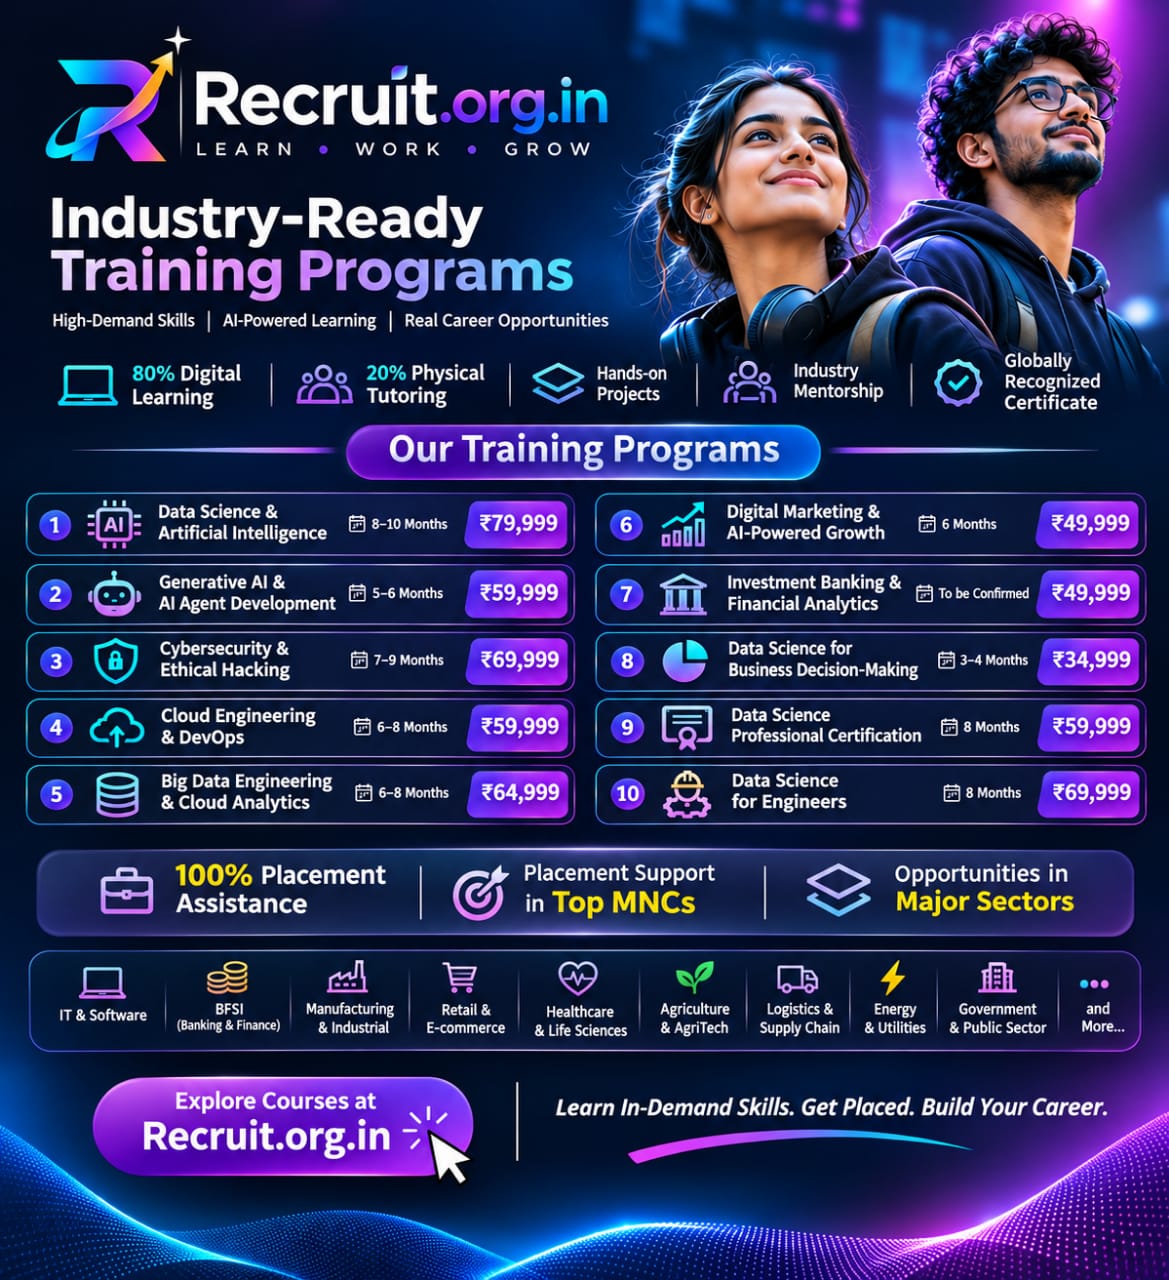 Recruit.org.in
LEARN • WORK • GROW
Industry-Ready
Training Programs
High-Demand Skills | AI-Powered Learning | Real Career Opportunities
80% Digital
Learning
20% Physical
Tutoring
Hands-on
Projects
Industry
Mentorship
Globally
Recognized
Certificate
Our Training Programs
1
AI
Data Science &
Artificial Intelligence
8–10 Months
₹79,999
2
Generative AI &
AI Agent Development
5–6 Months
₹59,999
3
Cybersecurity &
Ethical Hacking
7–9 Months
₹69,999
4
Cloud Engineering
& DevOps
6–8 Months
₹59,999
5
Big Data Engineering
& Cloud Analytics
6–8 Months
₹64,999
6
Digital Marketing &
AI-Powered Growth
6 Months
₹49,999
7
Investment Banking &
Financial Analytics
To be Confirmed
₹49,999
8
Data Science for
Business Decision-Making
3–4 Months
₹34,999
9
Data Science
Professional Certification
8 Months
₹59,999
10
Data Science
for Engineers
8 Months
₹69,999
100% Placement
Assistance
Placement Support
in Top MNCs
Opportunities in
Major Sectors
IT & Software
BFSI
(Banking & Finance)
Manufacturing
& Industrial
Retail &
E-commerce
Healthcare
& Life Sciences
Agriculture
& AgriTech
Logistics &
Supply Chain
Energy
& Utilities
Government
& Public Sector
and
More...
Explore Courses at
Recruit.org.in
Learn In-Demand Skills. Get Placed. Build Your Career.